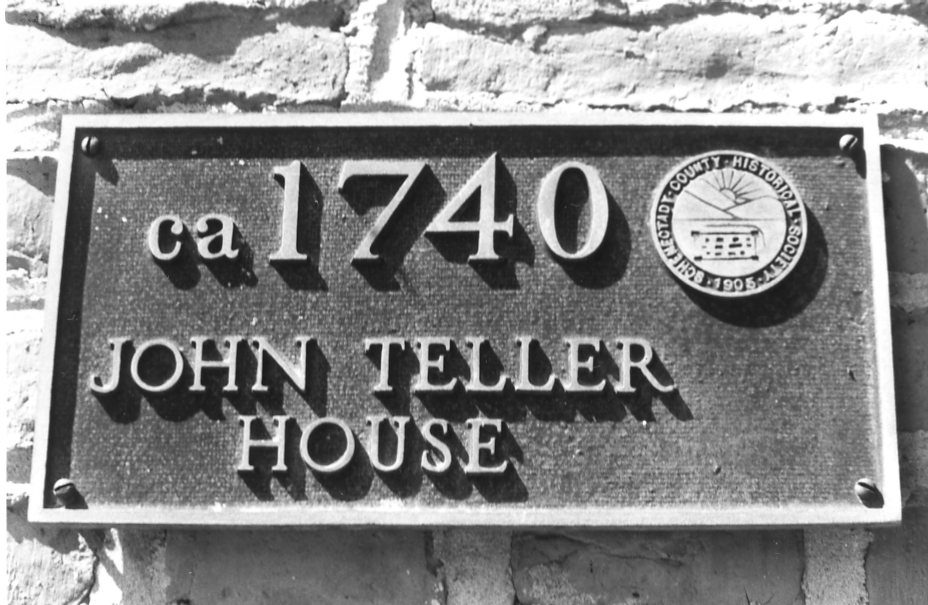 ca 1740
SCHENECTADY · COUNTY · HISTORICAL · SOCIETY · 1905 ·
JOHN TELLER
HOUSE